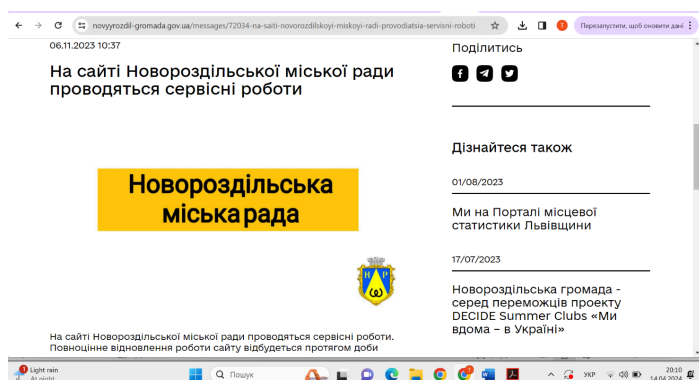 novyyrozdil-gromada.gov.ua/messages/72034-na-saiti-novorozdilskoyi-miskoyi-radi-provodiatsia-servisni-roboti
Перезапустити, щоб оновити дані
06.11.2023 10:37
На сайті Новороздільської міської ради
проводяться сервісні роботи
Новороздільська
міська рада
Н Р
На сайті Новороздільської міської ради проводяться сервісні роботи.
Повноцінне відновлення роботи сайту відбудеться протягом доби
Поділитись
Дізнайтеся також
01/08/2023
Ми на Порталі місцевої
статистики Львівщини
17/07/2023
Новороздільська громада -
серед переможців проекту
DECIDE Summer Clubs «Ми
вдома – в Україні»
Light rain
At night
Пошук
УКР
20:10
14.04.2024